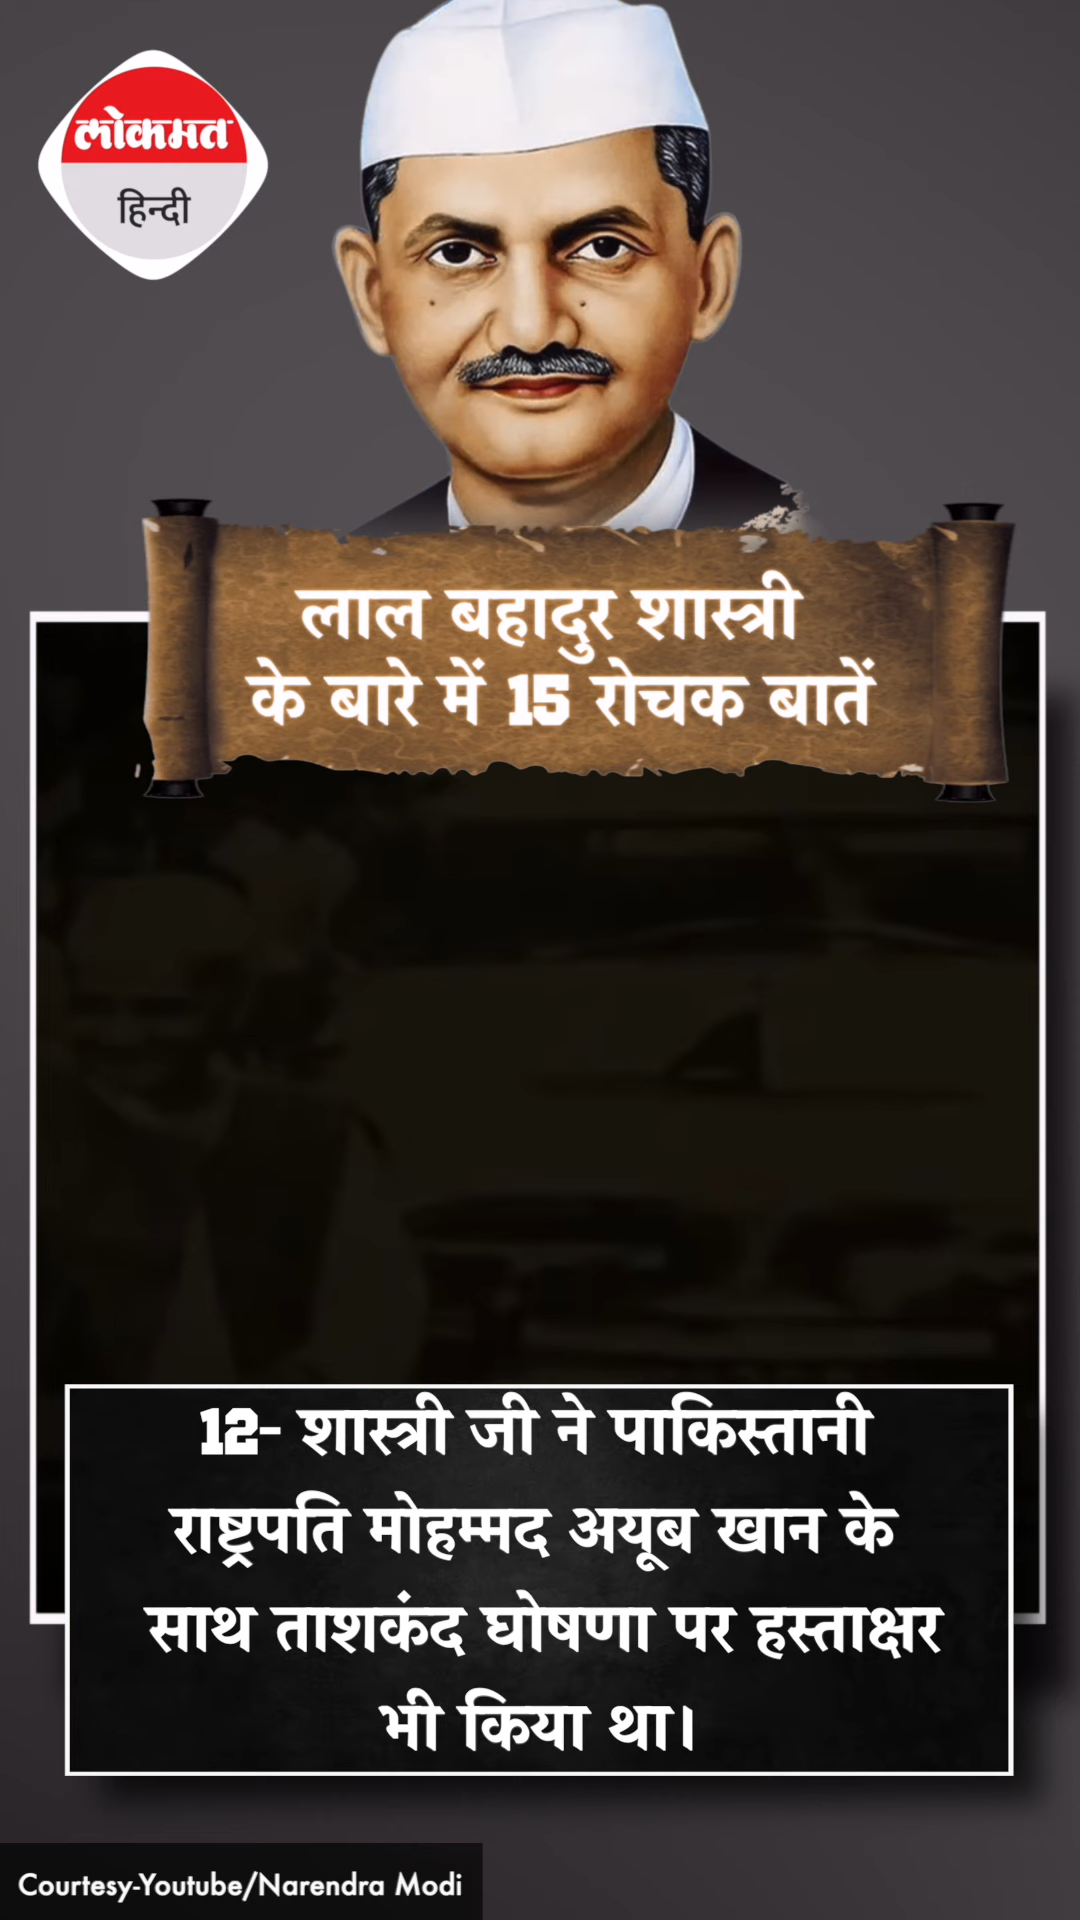 लोकमत
हिन्दी
लाल बहादुर शास्त्री
के बारे में 15 रोचक बातें
12- शास्त्री जी ने पाकिस्तानी
राष्ट्रपति मोहम्मद अयूब खान के
साथ ताशकंद घोषणा पर हस्ताक्षर
भी किया था।
Courtesy-Youtube/Narendra Modi